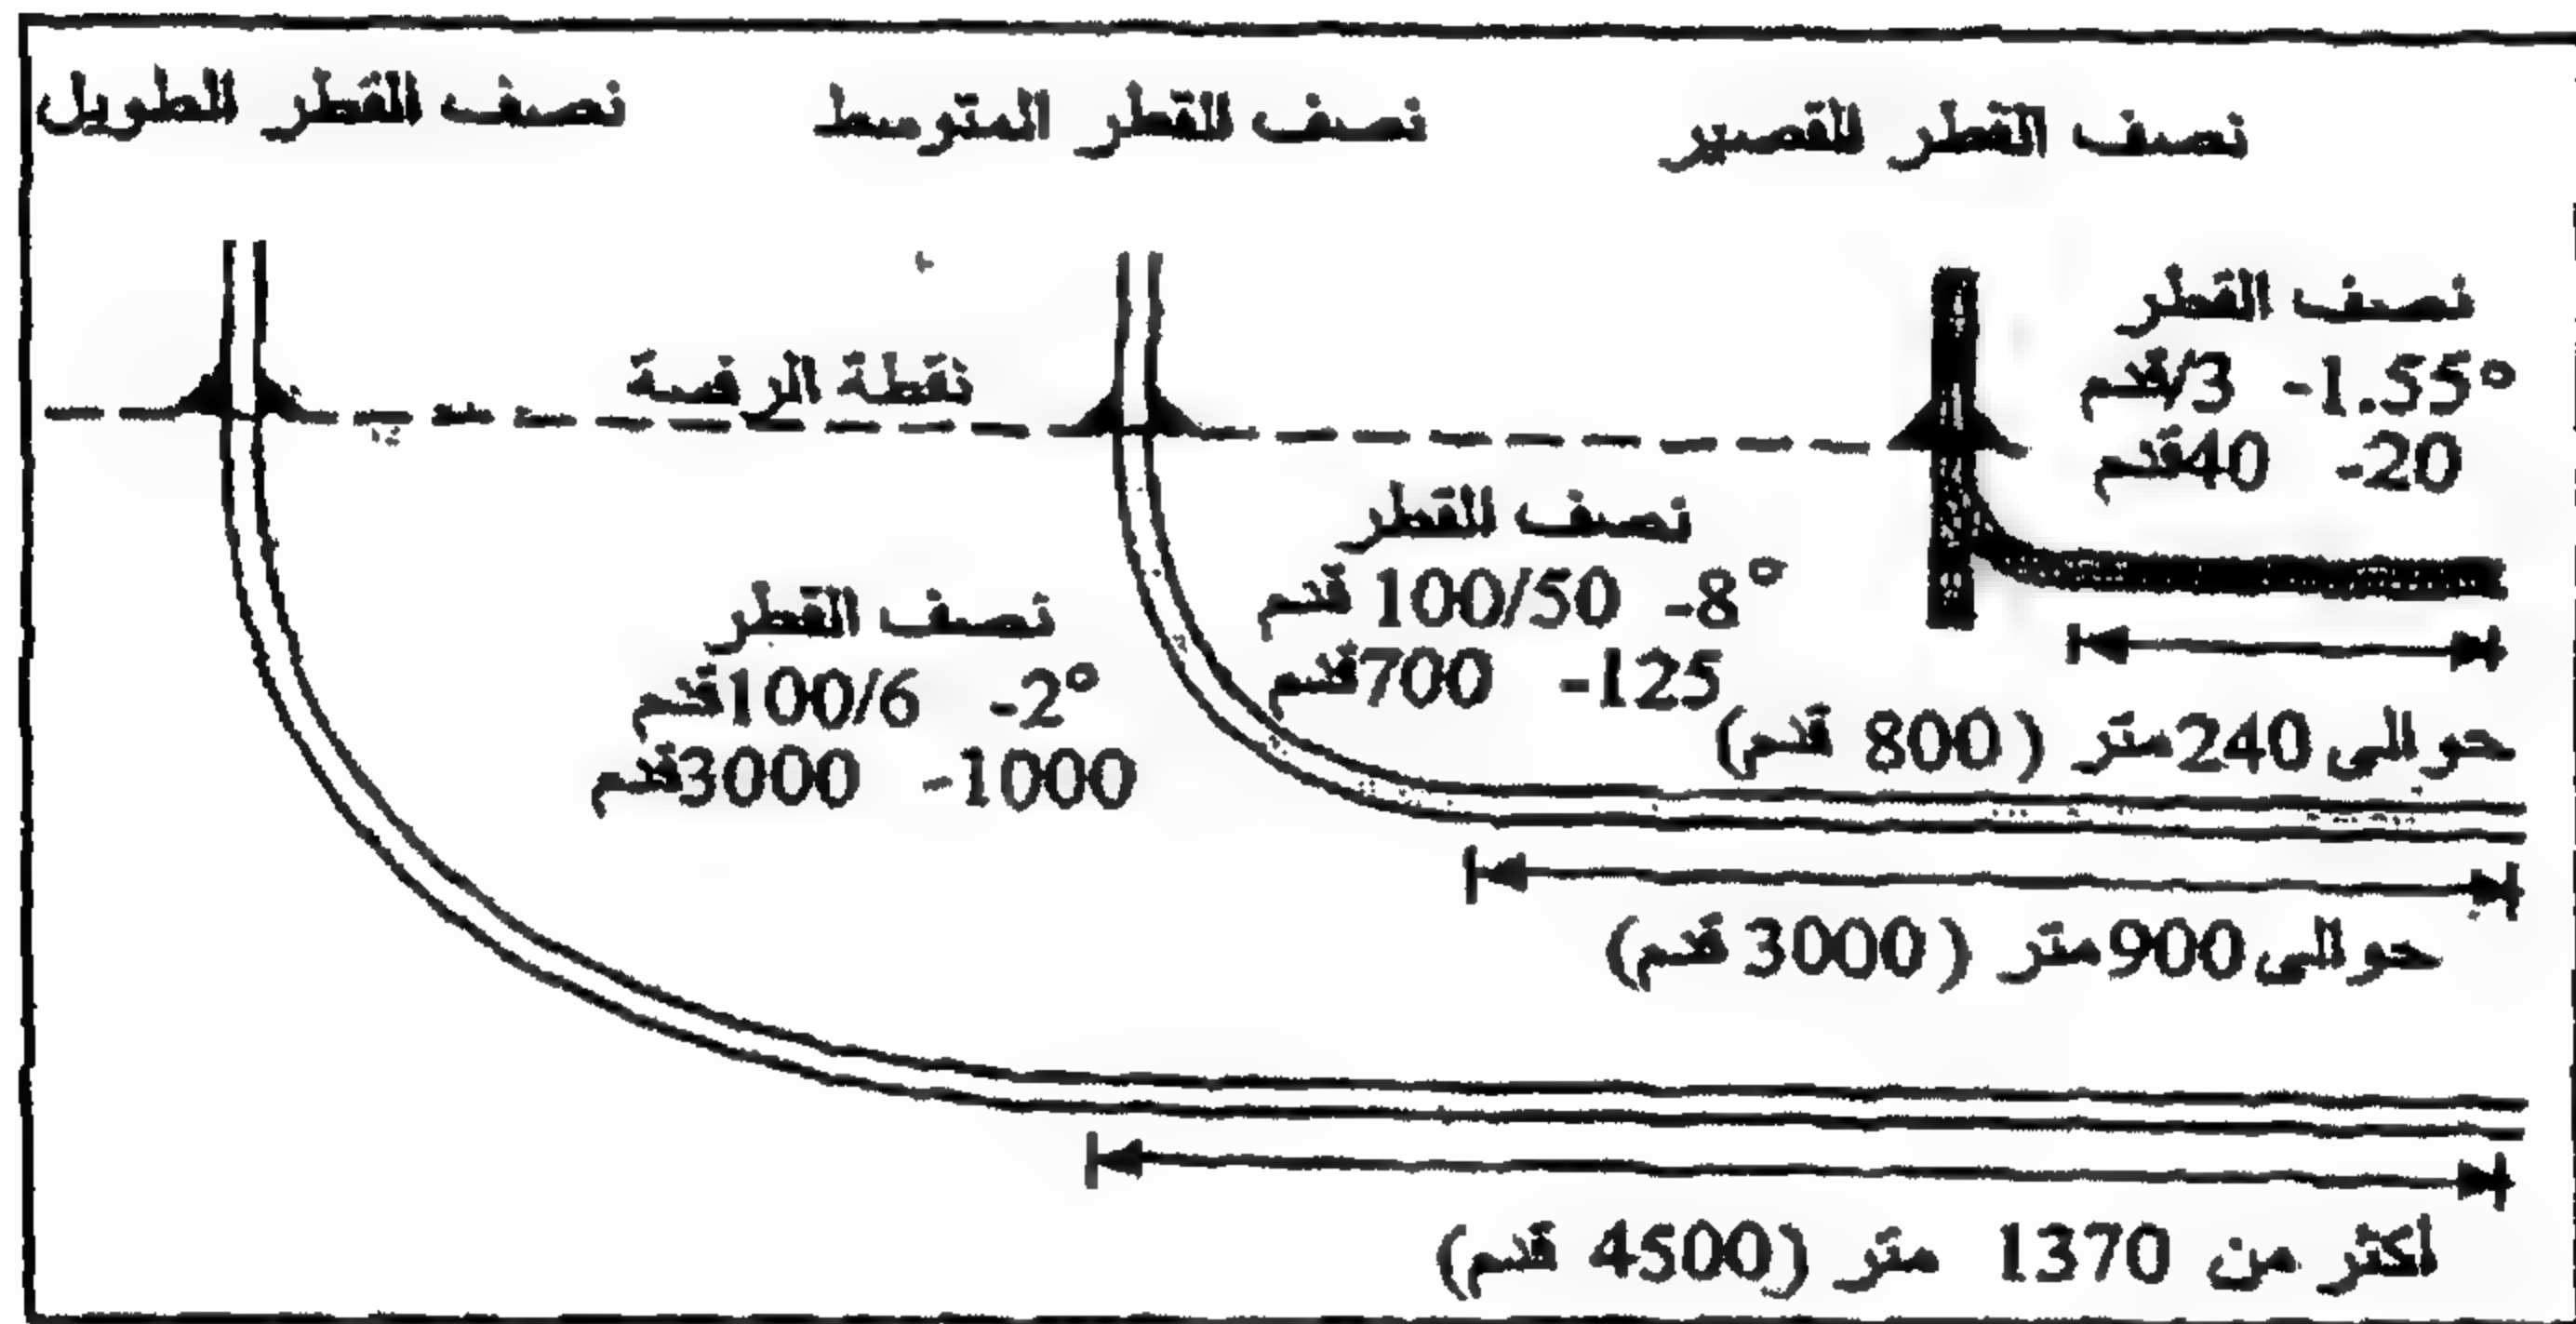 نصف القطر القصير
نصف القطر المتوسط
نصف القطر الطويل
نصف القطر
1.55°- 3/قدم
20- 40قدم
نقطة الرفسة
نصف القطر
8°- 100/50 قدم
125- 700قدم
نصف القطر
2°- 100/6قدم
1000- 3000قدم
حوالى 240متر (800 قدم)
حوالى 900متر (3000 قدم)
أكثر من 1370 متر (4500 قدم)